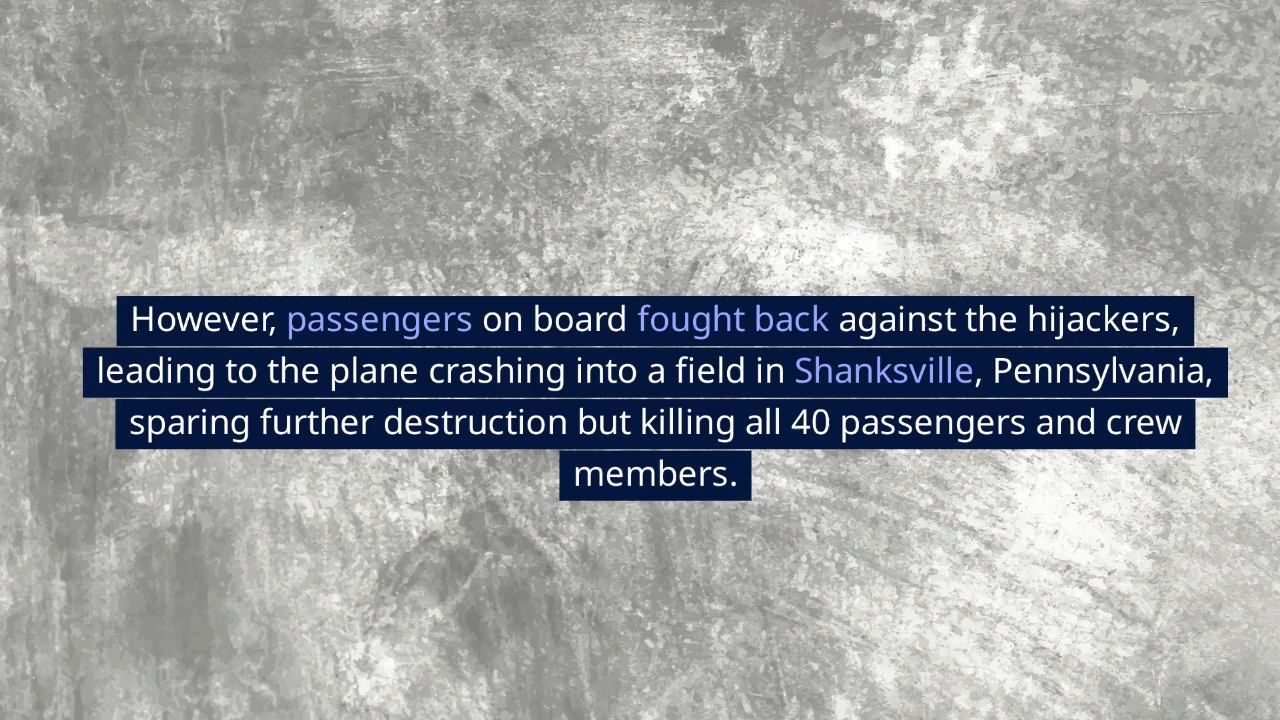 However, passengers on board fought back against the hijackers,
leading to the plane crashing into a field in Shanksville, Pennsylvania,
sparing further destruction but killing all 40 passengers and crew
members.